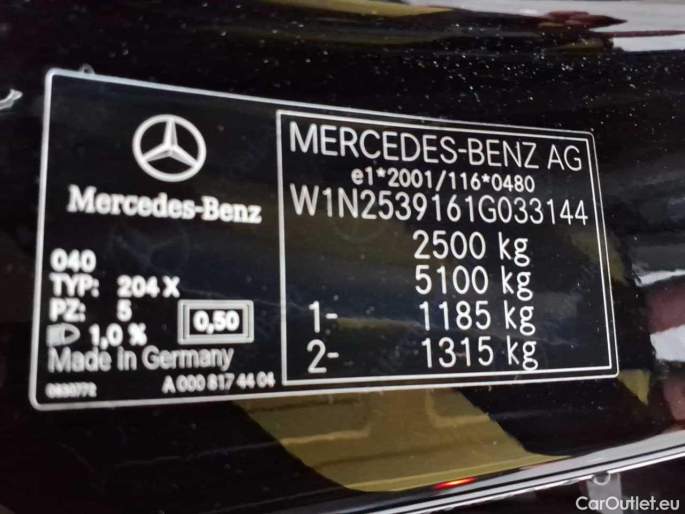 Mercedes-Benz
040
TYP: 204 X
PZ: 5
1,0 %
0,50
Made in Germany
A 000 817 44 04
MERCEDES-BENZ AG
e1*2001/116*0480
W1N2539161G033144
2500 kg
5100 kg
1- 1185 kg
2- 1315 kg
CarOutlet.eu